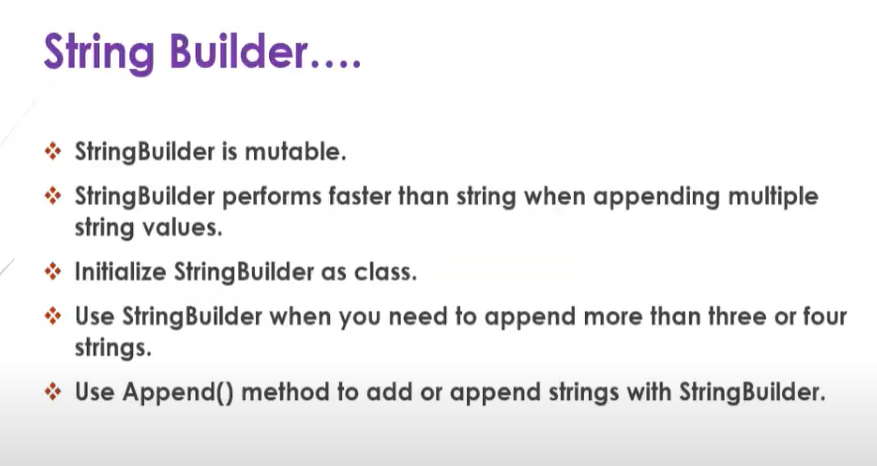 String Builder....
StringBuilder is mutable.
StringBuilder performs faster than string when appending multiple
string values.
Initialize StringBuilder as class.
Use StringBuilder when you need to append more than three or four
strings.
Use Append() method to add or append strings with StringBuilder.